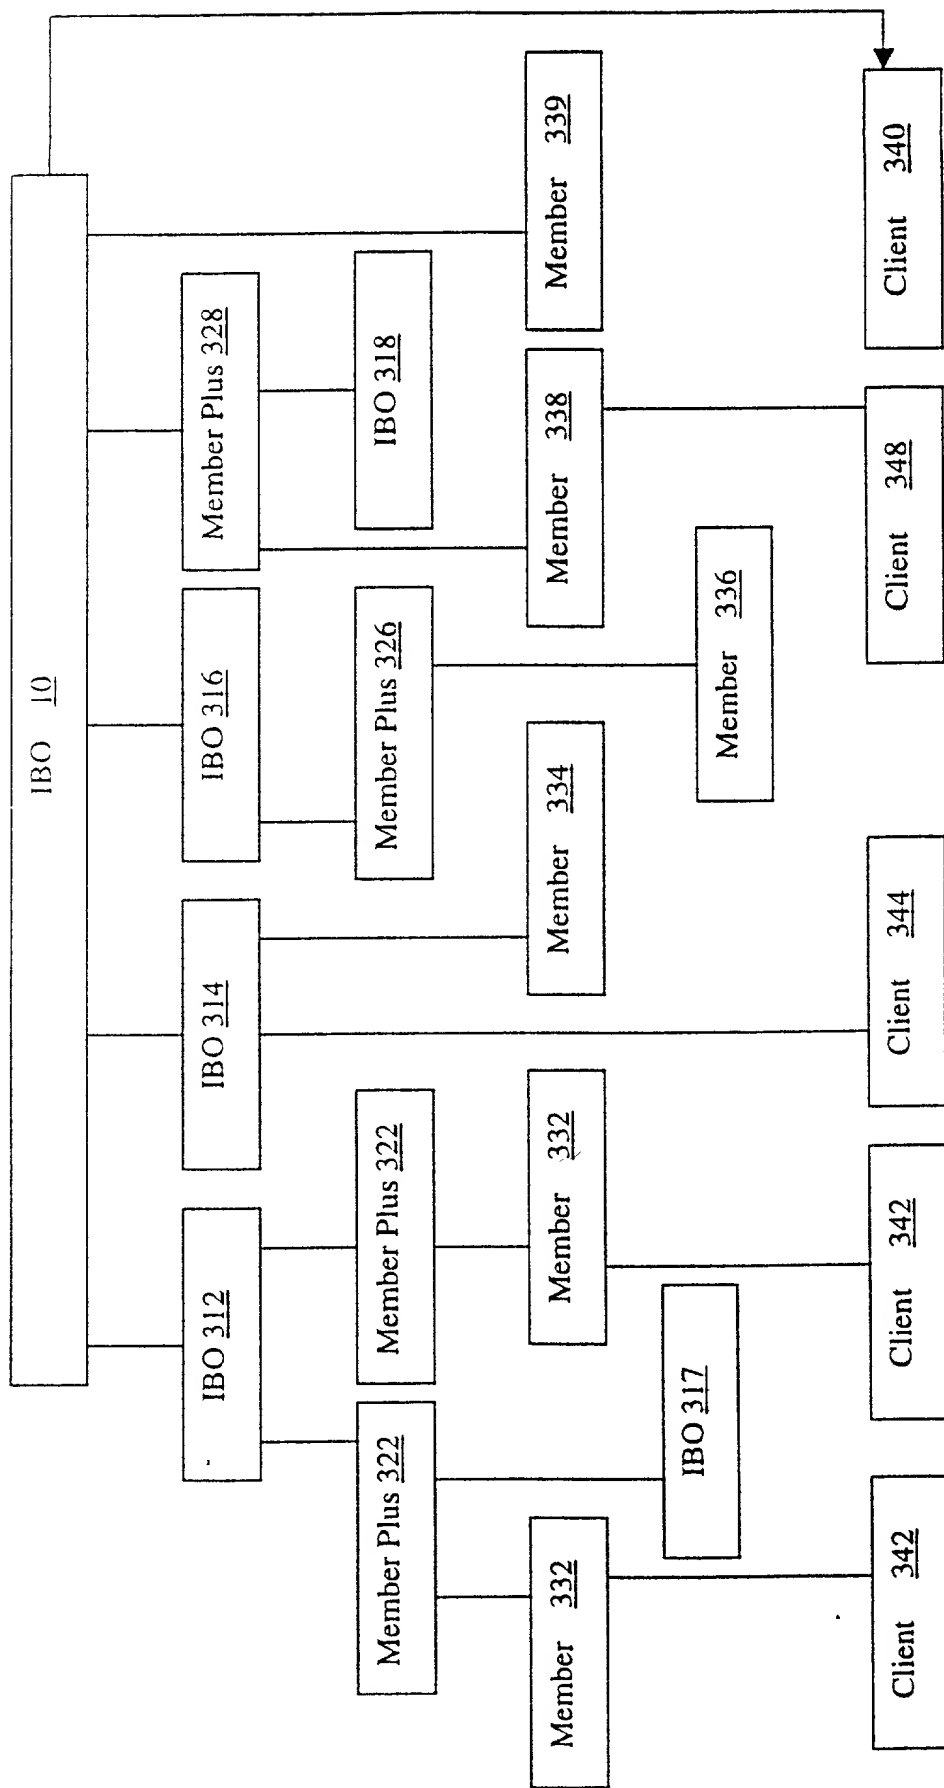 IBO 10
IBO 312
IBO 314
IBO 316
Member Plus 328
Member Plus 322
Member Plus 322
Member Plus 326
IBO 318
Member 332
Member 332
Member 334
Member 338
Member 339
IBO 317
Member 336
Client 342
Client 342
Client 344
Client 348
Client 340